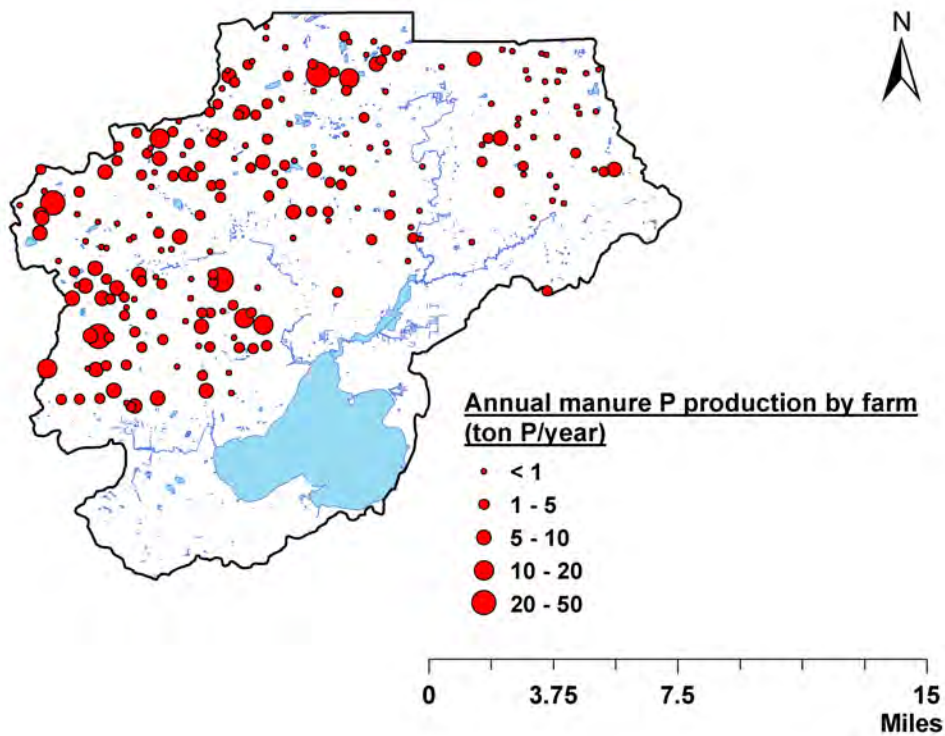 N
Annual manure P production by farm
(ton P/year)
< 1
1 - 5
5 - 10
10 - 20
20 - 50
0 3.75 7.5 15
Miles